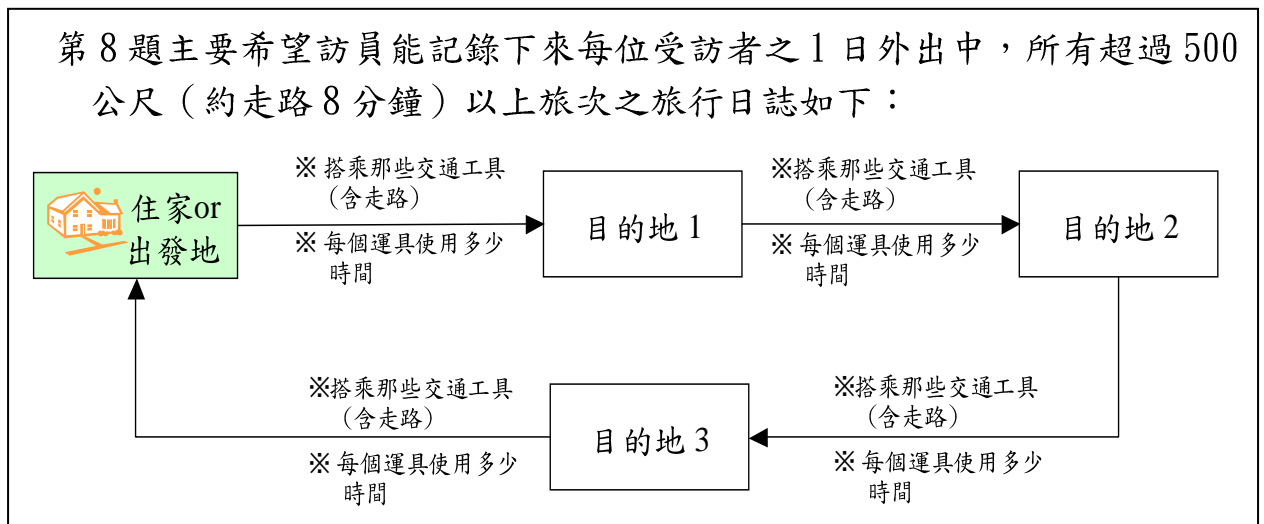 第8題主要希望訪員能記錄下來每位受訪者之1日外出中，所有超過500
公尺（約走路8分鐘）以上旅次之旅行日誌如下：
住家or
出發地
※ 搭乘那些交通工具
(含走路)
※ 每個運具使用多少
時間
目的地1
※搭乘那些交通工具
(含走路)
※ 每個運具使用多少
時間
目的地2
※搭乘那些交通工具
(含走路)
※ 每個運具使用多少
時間
目的地3
※搭乘那些交通工具
(含走路)
※ 每個運具使用多少
時間